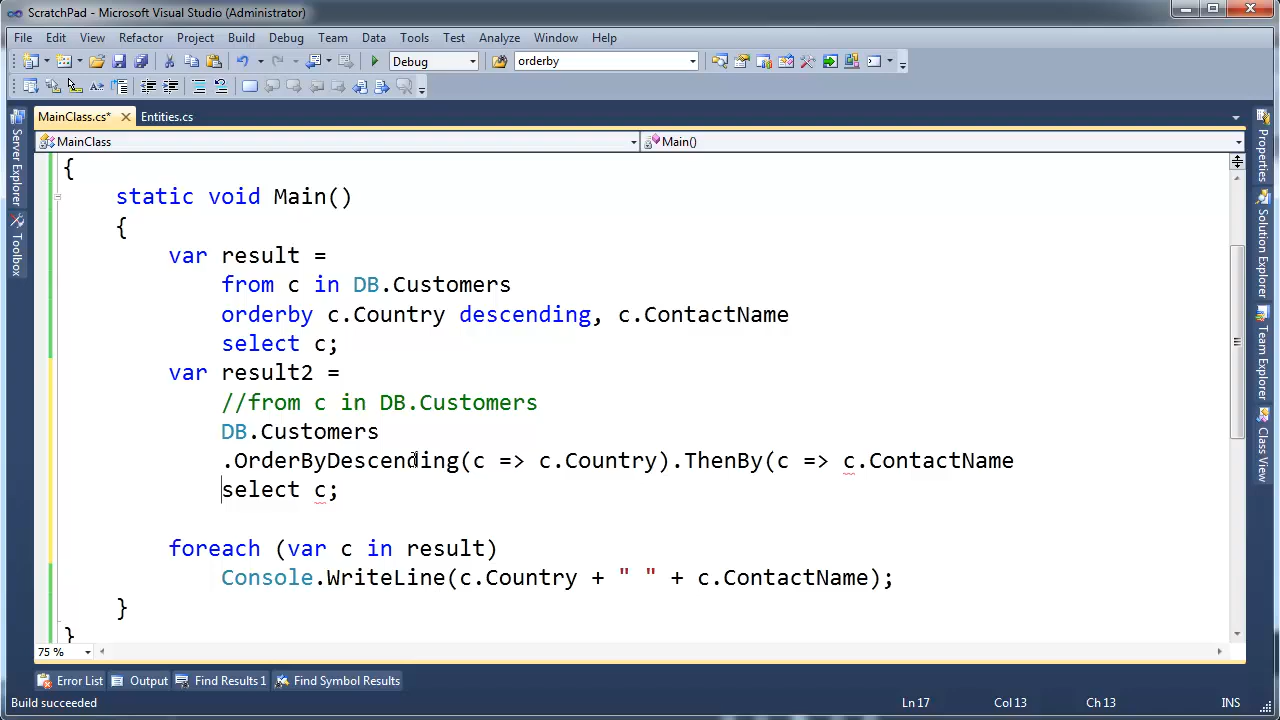 ScratchPad - Microsoft Visual Studio (Administrator)
File Edit View Refactor Project Build Debug Team Data Tools Test Analyze Window Help
Debug orderby
MainClass.cs* Entities.cs
MainClass Main()
{
static void Main()
{
var result =
from c in DB.Customers
orderby c.Country descending, c.ContactName
select c;
var result2 =
//from c in DB.Customers
DB.Customers
.OrderByDescending(c => c.Country).ThenBy(c => c.ContactName
select c;
foreach (var c in result)
Console.WriteLine(c.Country + " " + c.ContactName);
}
}
Server Explorer
Toolbox
Properties
Solution Explorer
Team Explorer
Class View
75 %
Error List Output Find Results 1 Find Symbol Results
Build succeeded Ln 17 Col 13 Ch 13 INS